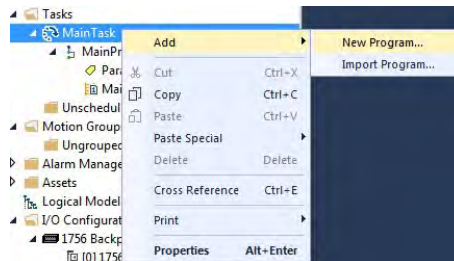 Tasks
MainTask
MainPr
Para
Mai
Unschedul
Motion Group
Ungrouped
Alarm Manage
Assets
Logical Model
I/O Configurat
1756 Backp
[0] 1756
Add
Cut Ctrl+X
Copy Ctrl+C
Paste Ctrl+V
Paste Special
Delete Delete
Cross Reference Ctrl+E
Print
Properties Alt+Enter
New Program...
Import Program...